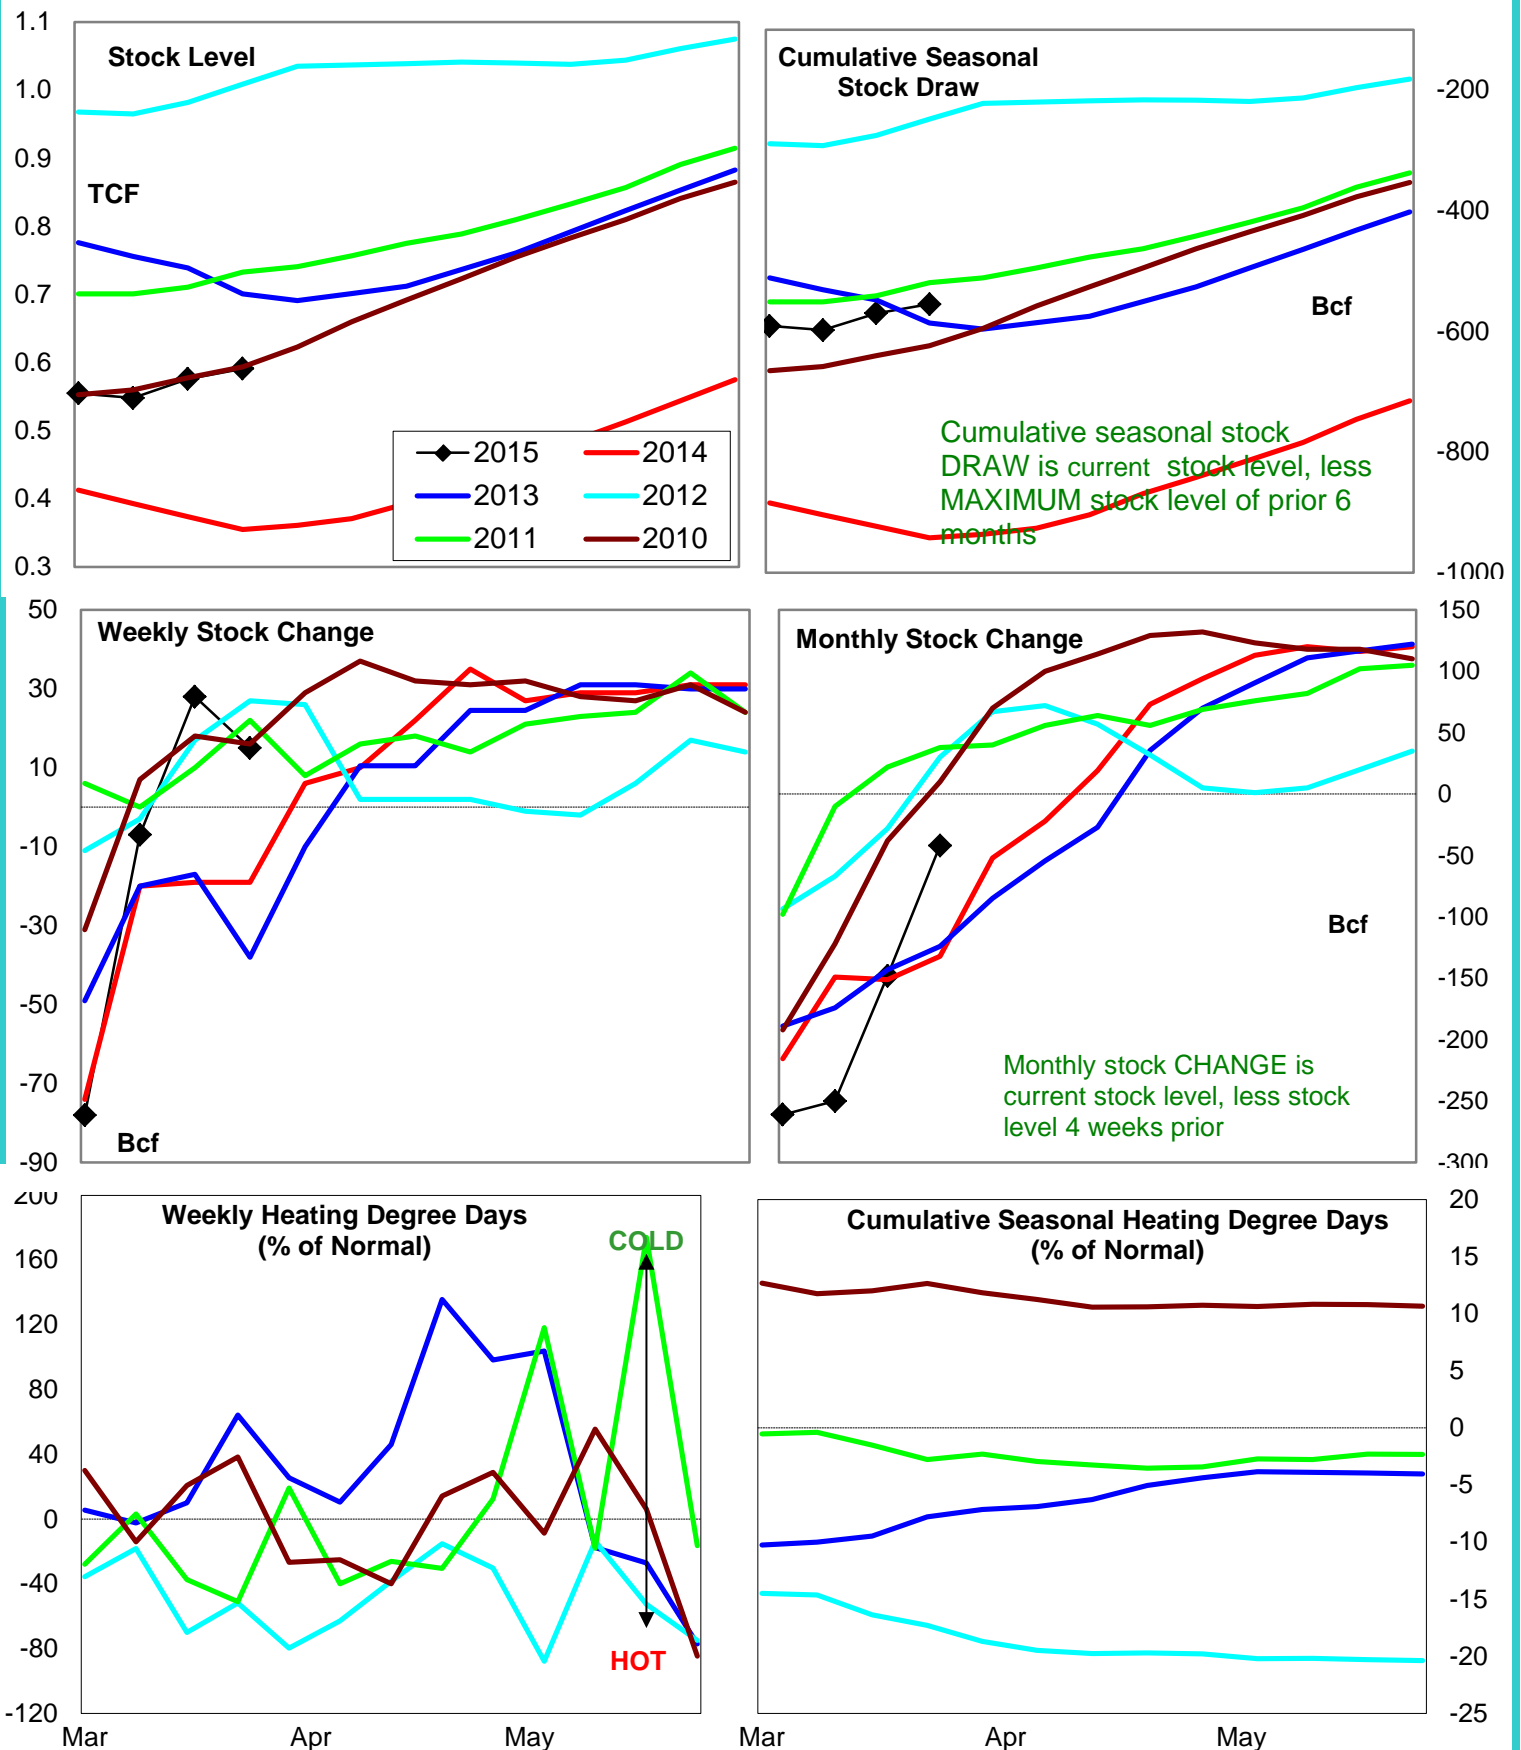 1.1
1.0
0.9
0.8
0.7
0.6
0.5
0.4
0.3
Stock Level
TCF
2015
2014
2013
2012
2011
2010
Cumulative Seasonal
Stock Draw
Bcf
Cumulative seasonal stock
DRAW is current stock level, less
MAXIMUM stock level of prior 6
months
-200
-400
-600
-800
-1000
50
30
10
-10
-30
-50
-70
-90
Weekly Stock Change
Bcf
Monthly Stock Change
Bcf
Monthly stock CHANGE is
current stock level, less stock
level 4 weeks prior
150
100
50
0
-50
-100
-150
-200
-250
-300
200
160
120
80
40
0
-40
-80
-120
Weekly Heating Degree Days
(% of Normal)
COLD
HOT
Mar
Apr
May
Cumulative Seasonal Heating Degree Days
(% of Normal)
20
15
10
5
0
-5
-10
-15
-20
-25
Mar
Apr
May